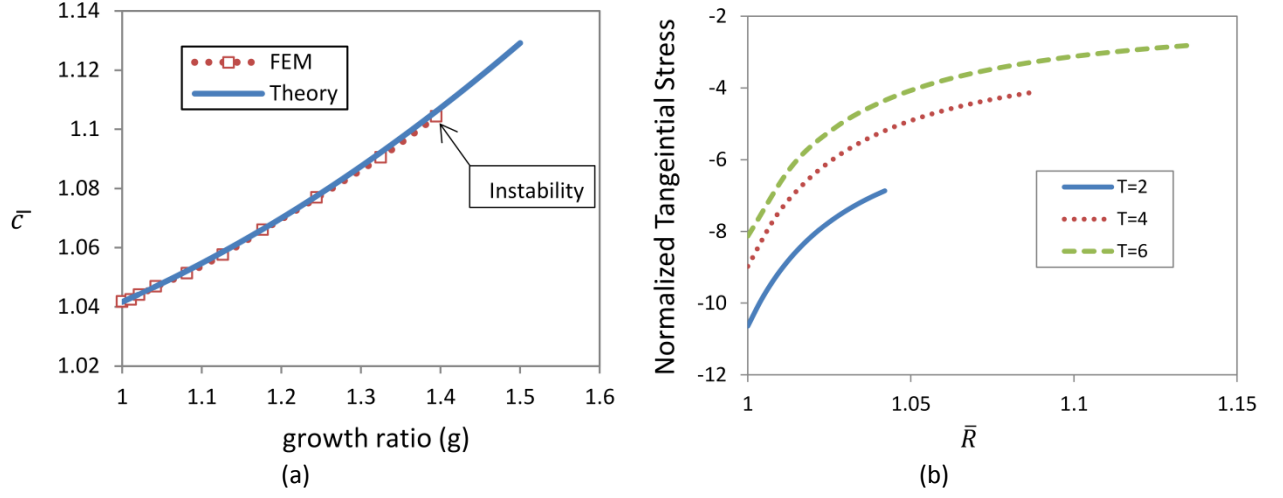 1.14
1.12
1.1
1.08
1.06
1.04
1.02
c̄
FEM
Theory
Instability
1 1.1 1.2 1.3 1.4 1.5 1.6
growth ratio (g)
(a)
-2
-4
-6
-8
-10
-12
Normalized Tangeintial Stress
T=2
T=4
T=6
1 1.05 1.1 1.15
R̄
(b)